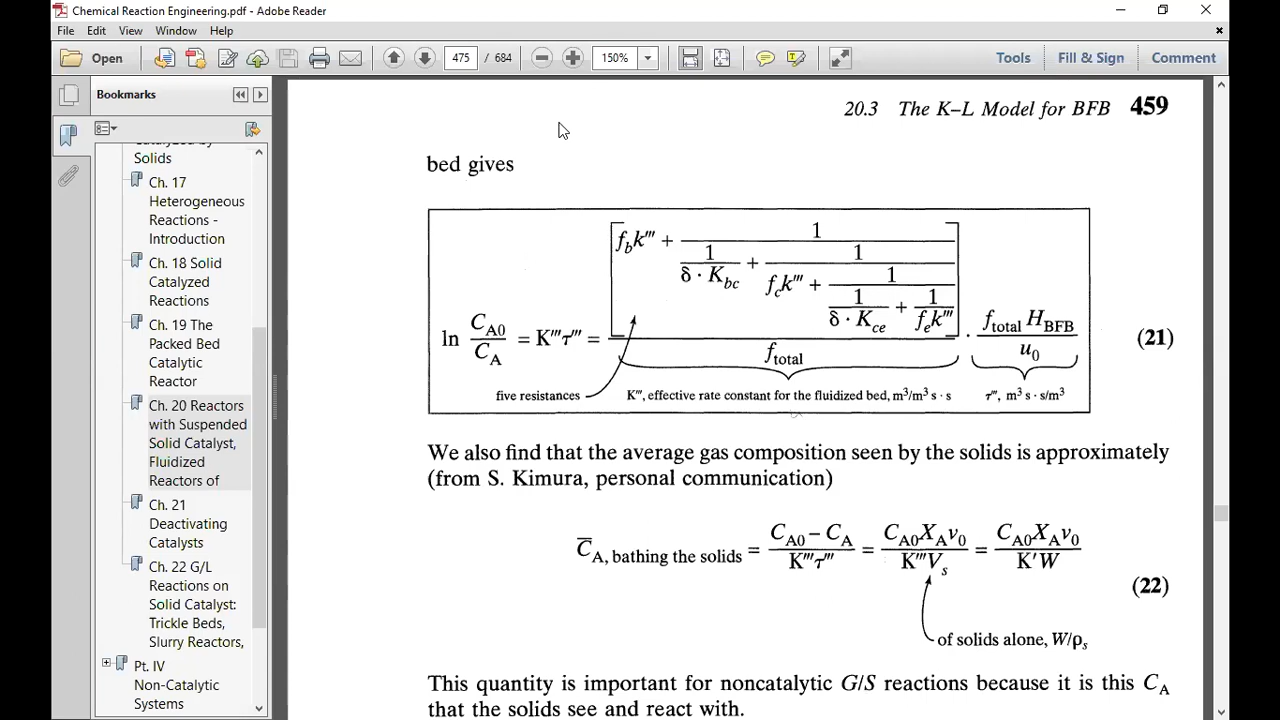 Chemical Reaction Engineering.pdf - Adobe Reader
File Edit View Window Help
Open 475 / 684 150% Tools Fill & Sign Comment
Bookmarks
Solids
Ch. 17
Heterogeneous
Reactions -
Introduction
Ch. 18 Solid
Catalyzed
Reactions
Ch. 19 The
Packed Bed
Catalytic
Reactor
Ch. 20 Reactors
with Suspended
Solid Catalyst,
Fluidized
Reactors of
Ch. 21
Deactivating
Catalysts
Ch. 22 G/L
Reactions on
Solid Catalyst:
Trickle Beds,
Slurry Reactors,
Pt. IV
Non-Catalytic
Systems
20.3 The K–L Model for BFB 459
bed gives
ln C_A0/C_A = K‴τ‴ = [f_b k‴ + 1/(1/(δ · K_bc) + 1/(f_c k‴ + 1/(1/(δ · K_ce) + 1/(f_e k‴))))]/f_total · f_total H_BFB/u_0 (21)
five resistances K‴, effective rate constant for the fluidized bed, m³/m³ s · s τ‴, m³ s · s/m³
We also find that the average gas composition seen by the solids is approximately
(from S. Kimura, personal communication)
C̅_A, bathing the solids = (C_A0 − C_A)/(K‴τ‴) = (C_A0 X_A v_0)/(K‴V_s) = (C_A0 X_A v_0)/(K′W)
(22)
of solids alone, W/ρ_s
This quantity is important for noncatalytic G/S reactions because it is this C_A
that the solids see and react with.